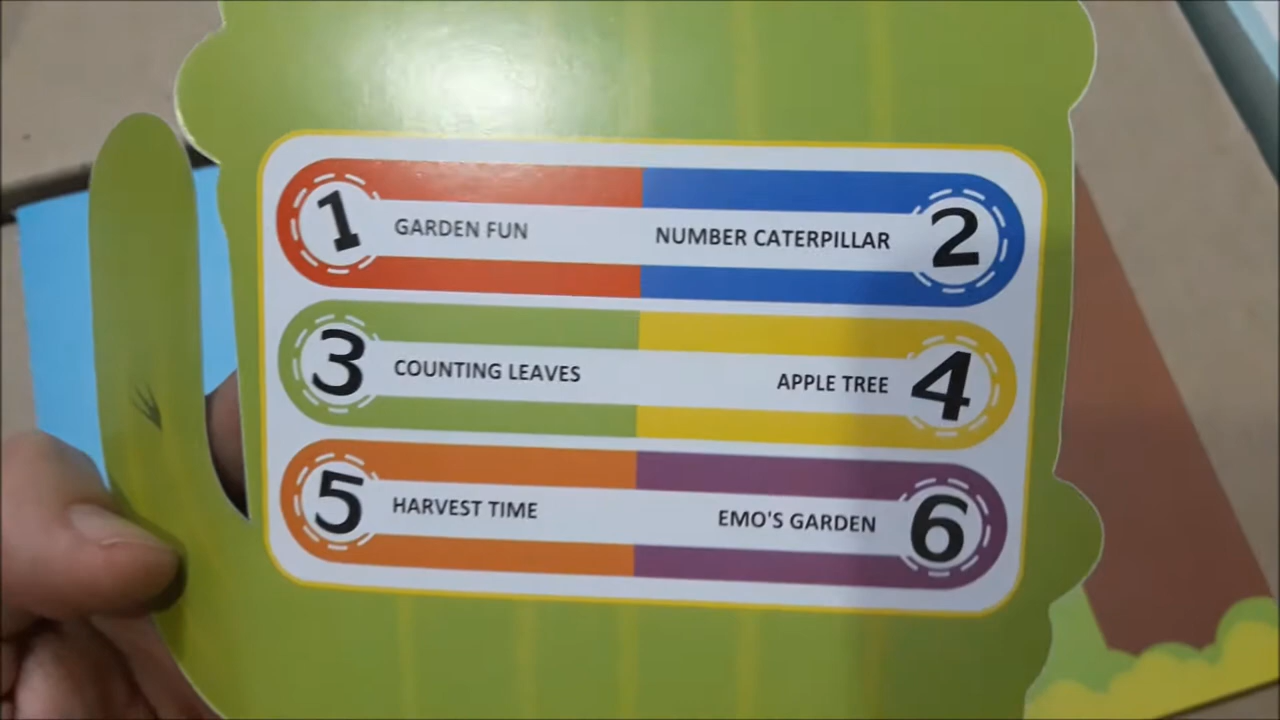 1 GARDEN FUN
NUMBER CATERPILLAR 2
3 COUNTING LEAVES
APPLE TREE 4
5 HARVEST TIME
EMO'S GARDEN 6